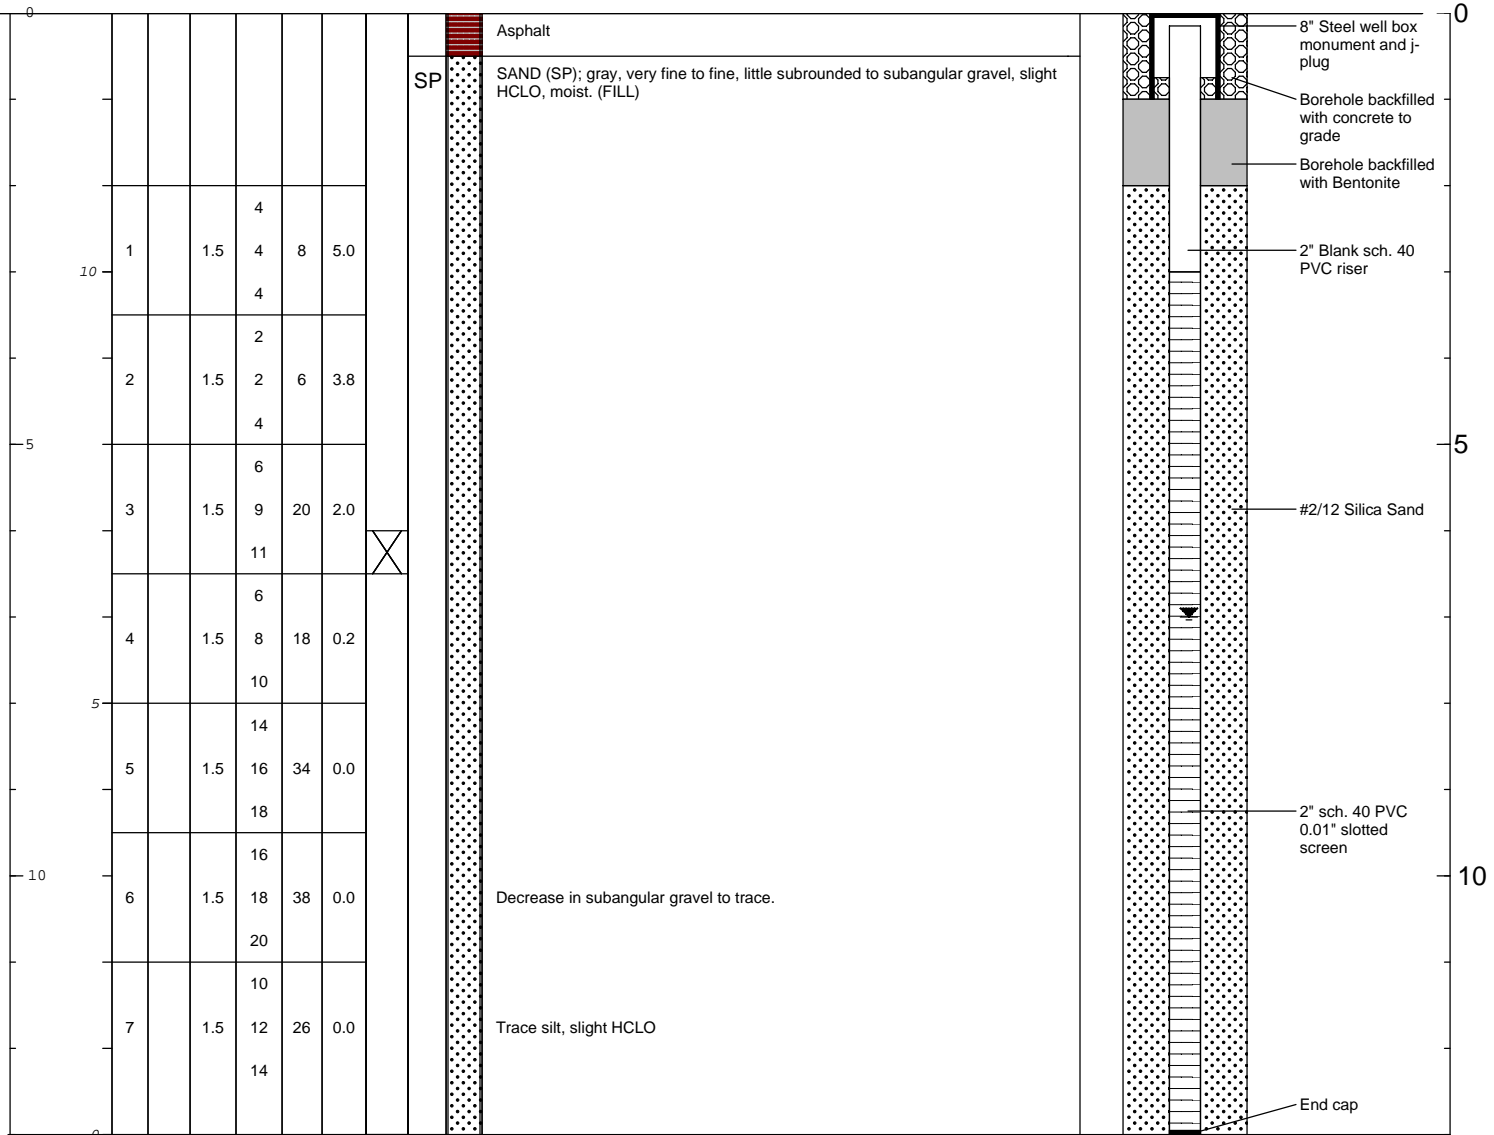 0
0
Asphalt
8" Steel well box
monument and j-
plug
SP
SAND (SP); gray, very fine to fine, little subrounded to subangular gravel, slight
HCLO, moist. (FILL)
Borehole backfilled
with concrete to
grade
Borehole backfilled
with Bentonite
4
1 1.5 4 8 5.0
4
10
2" Blank sch. 40
PVC riser
2
2 1.5 2 6 3.8
4
5
5
6
3 1.5 9 20 2.0
11
#2/12 Silica Sand
6
4 1.5 8 18 0.2
10
5
14
5 1.5 16 34 0.0
18
2" sch. 40 PVC
0.01" slotted
screen
16
10
10
6 1.5 18 38 0.0
20
Decrease in subangular gravel to trace.
10
7 1.5 12 26 0.0
14
Trace silt, slight HCLO
End cap
0